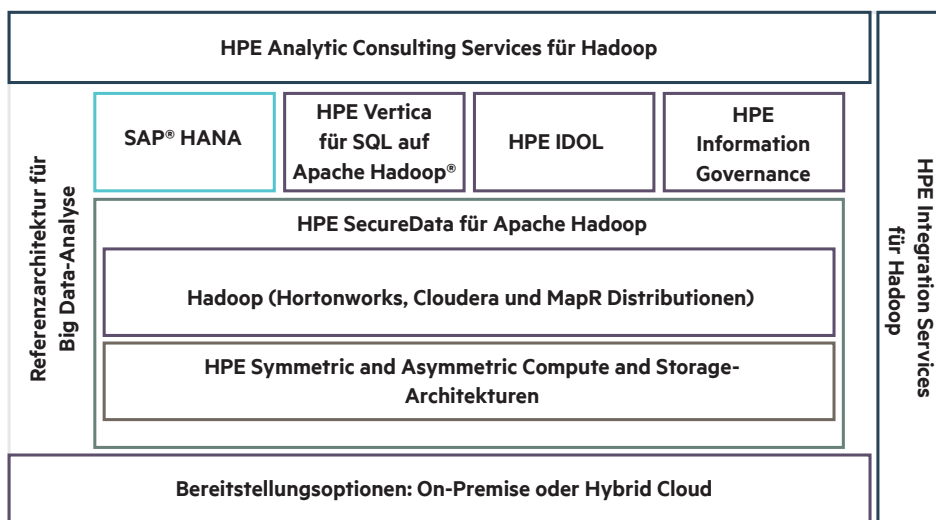 HPE Analytic Consulting Services für Hadoop
Referenzarchitektur für
Big Data-Analyse
SAP® HANA
HPE Vertica
für SQL auf
Apache Hadoop®
HPE IDOL
HPE
Information
Governance
HPE SecureData für Apache Hadoop
Hadoop (Hortonworks, Cloudera und MapR Distributionen)
HPE Symmetric and Asymmetric Compute and Storage-
Architekturen
Bereitstellungsoptionen: On-Premise oder Hybrid Cloud
HPE Integration Services
für Hadoop